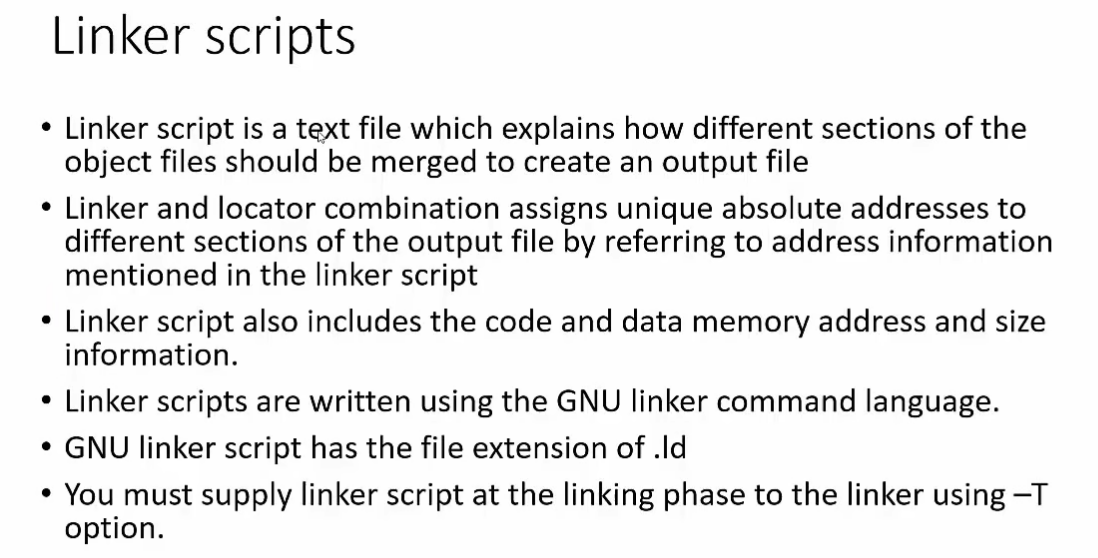 Linker scripts
• Linker script is a text file which explains how different sections of the
object files should be merged to create an output file
• Linker and locator combination assigns unique absolute addresses to
different sections of the output file by referring to address information
mentioned in the linker script
• Linker script also includes the code and data memory address and size
information.
• Linker scripts are written using the GNU linker command language.
• GNU linker script has the file extension of .ld
• You must supply linker script at the linking phase to the linker using –T
option.